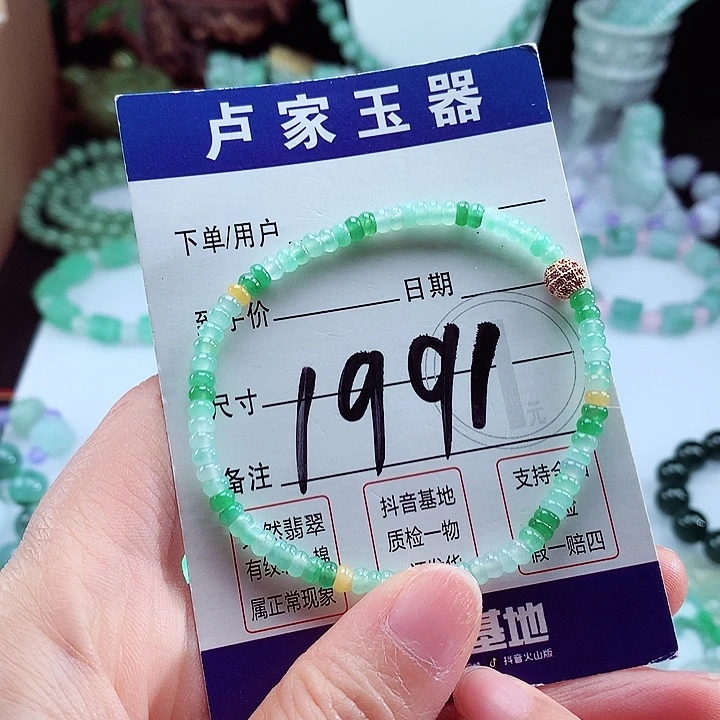 卢家玉器
下单/用户
价
日期
尺寸
1991
元
备注
然翡翠
有纹
棉
属正常现象
抖音基地
质检一物
支持
假一赔四
基地
抖音火山版